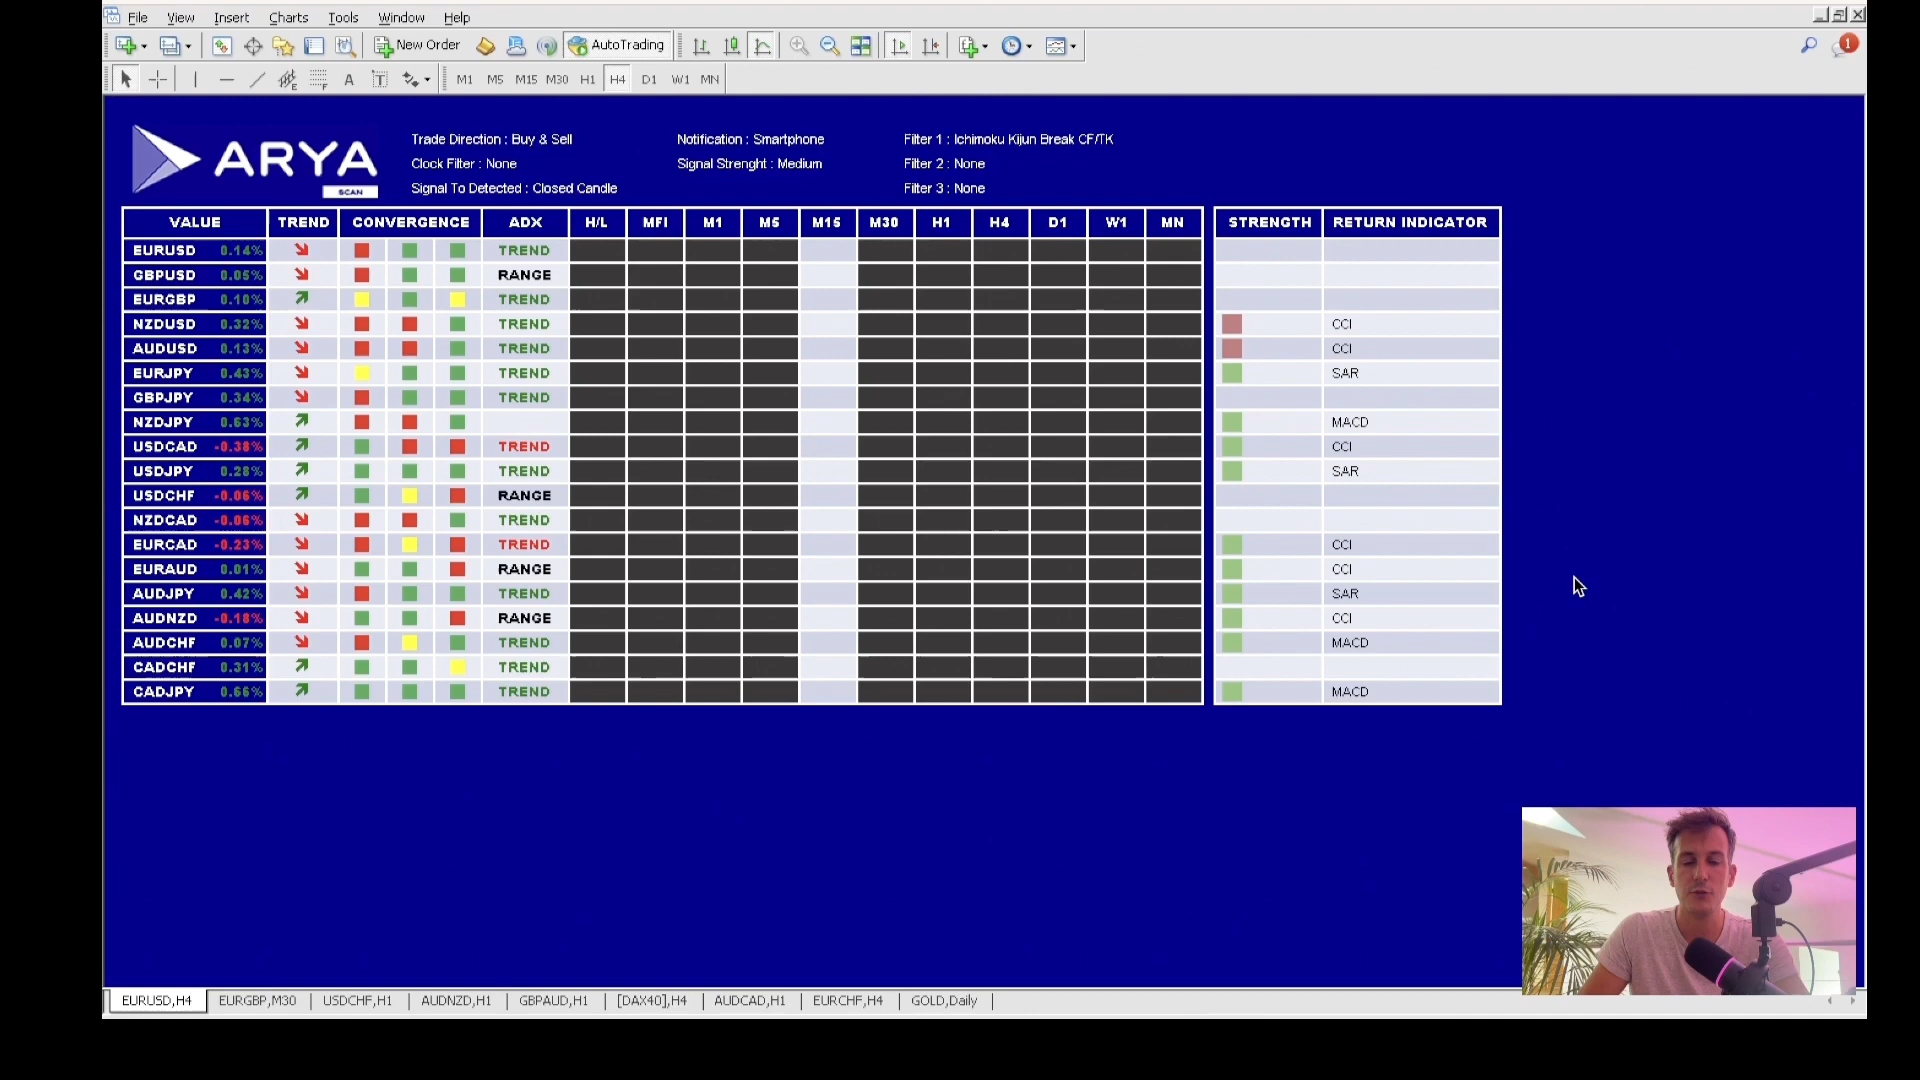 File View Insert Charts Tools Window Help
New Order AutoTrading 1
E F A T M1 M5 M15 M30 H1 H4 D1 W1 MN
ARYA
SCAN
Trade Direction : Buy & Sell Notification : Smartphone Filter 1 : Ichimoku Kijun Break CF/TK
Clock Filter : None Signal Strenght : Medium Filter 2 : None
Signal To Detected : Closed Candle Filter 3 : None
VALUE TREND CONVERGENCE ADX H/L MFI M1 M5 M15 M30 H1 H4 D1 W1 MN STRENGTH RETURN INDICATOR
EURUSD 0.14% TREND
GBPUSD 0.05% RANGE
EURGBP 0.10% TREND
NZDUSD 0.32% TREND CCI
AUDUSD 0.13% TREND CCI
EURJPY 0.43% TREND SAR
GBPJPY 0.34% TREND
NZDJPY 0.63% MACD
USDCAD -0.38% TREND CCI
USDJPY 0.28% TREND SAR
USDCHF -0.06% RANGE
NZDCAD -0.06% TREND
EURCAD -0.23% TREND CCI
EURAUD 0.01% RANGE CCI
AUDJPY 0.42% TREND SAR
AUDNZD -0.18% RANGE CCI
AUDCHF 0.07% TREND MACD
CADCHF 0.31% TREND
CADJPY 0.66% TREND MACD
EURUSD,H4 EURGBP,M30 USDCHF,H1 AUDNZD,H1 GBPAUD,H1 [DAX40],H4 AUDCAD,H1 EURCHF,H4 GOLD,Daily